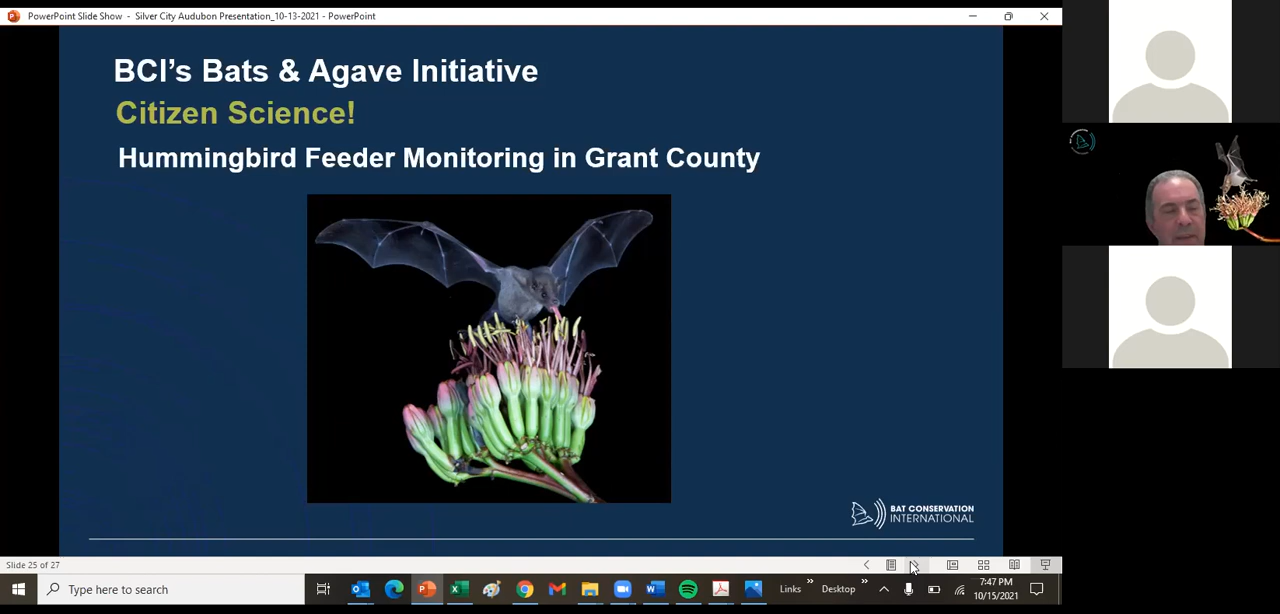 PowerPoint Slide Show - Silver City Audubon Presentation_10-13-2021 - PowerPoint
BCI's Bats & Agave Initiative
Citizen Science!
Hummingbird Feeder Monitoring in Grant County
BAT CONSERVATION
INTERNATIONAL
Slide 25 of 27
Type here to search
Links
Desktop
7:47 PM
10/15/2021